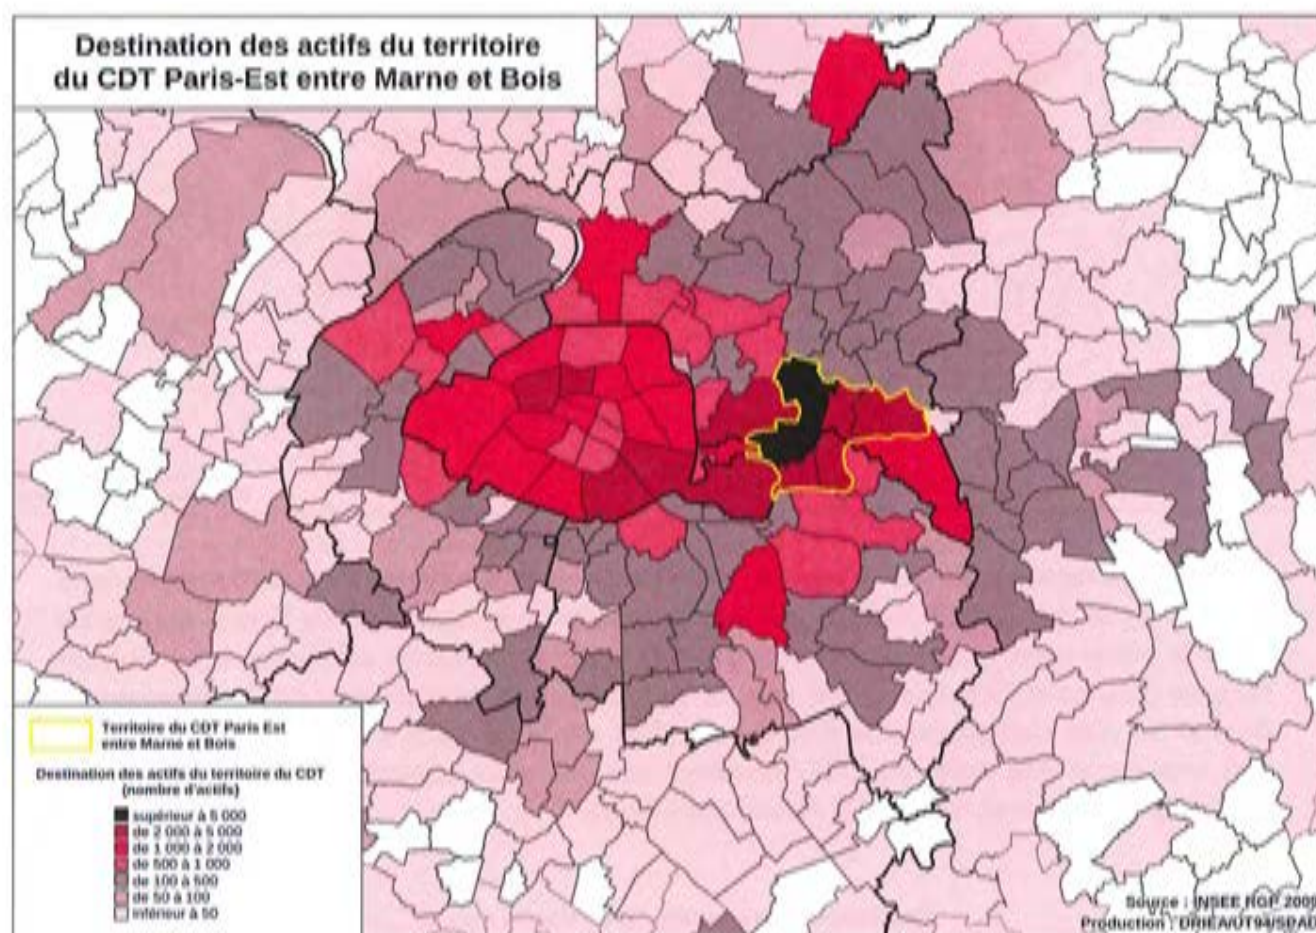 Destination des actifs du territoire
du CDT Paris-Est entre Marne et Bois
Territoire du CDT Paris Est
entre Marne et Bois
Destination des actifs du territoire du CDT
(nombre d'actifs)
supérieur à 5 000
de 2 000 à 5 000
de 1 000 à 2 000
de 500 à 1 000
de 100 à 500
de 50 à 100
inférieur à 50
Source : INSEE RGP
Production : DRIEA/UT94/SPAD